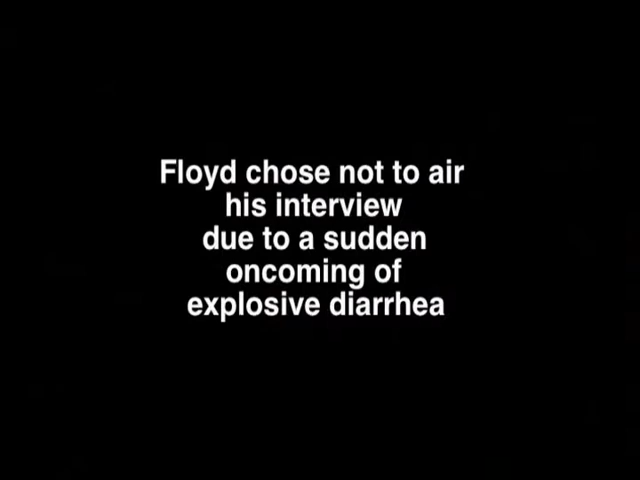 Floyd chose not to air
his interview
due to a sudden
oncoming of
explosive diarrhea